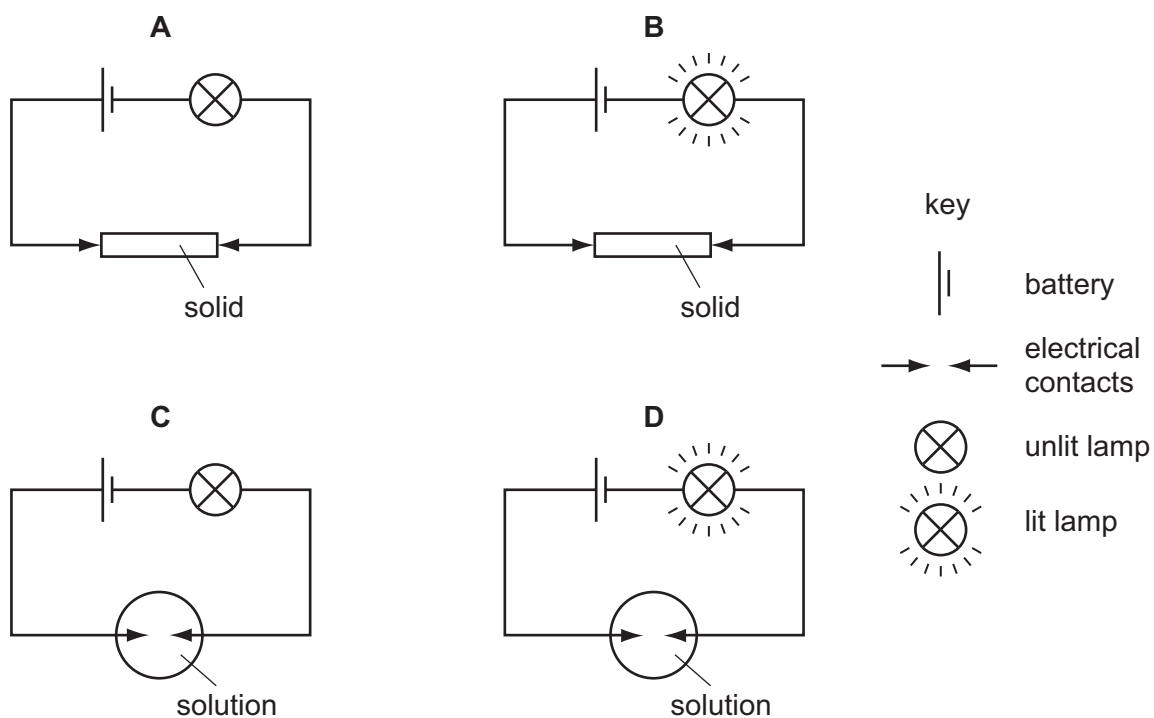 A
B
solid
solid
C
D
solution
solution
key
battery
electrical
contacts
unlit lamp
lit lamp